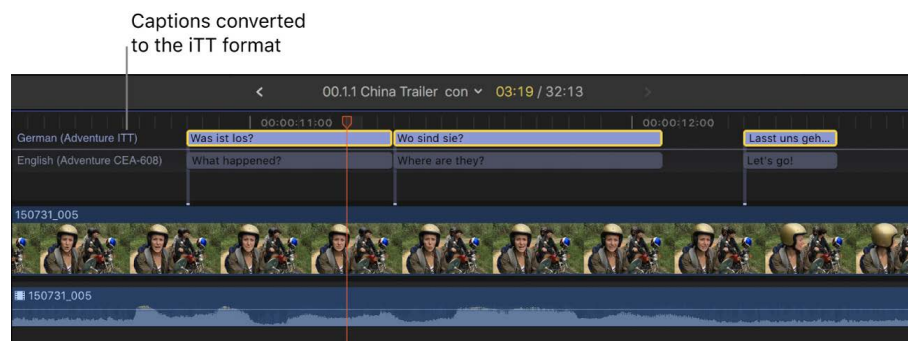 Captions converted
to the iTT format
00.1.1 China Trailer con 03:19 / 32:13
00:00:11:00 00:00:12:00
German (Adventure ITT) Was ist los? Wo sind sie? Lasst uns geh...
English (Adventure CEA-608) What happened? Where are they? Let's go!
150731_005
150731_005